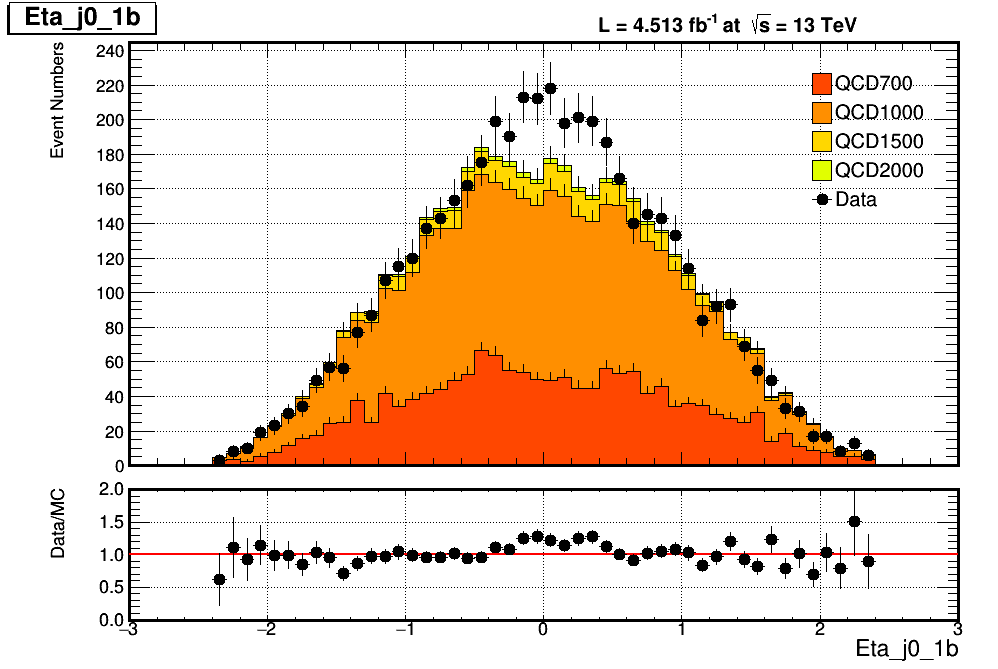 Eta_j0_1b
L = 4.513 fb⁻¹ at √s = 13 TeV
Event Numbers
240
220
200
180
160
140
120
100
80
60
40
20
0
QCD700
QCD1000
QCD1500
QCD2000
Data
Data/MC
2.0
1.5
1.0
0.5
0.0
−3 −2 −1 0 1 2 3
Eta_j0_1b